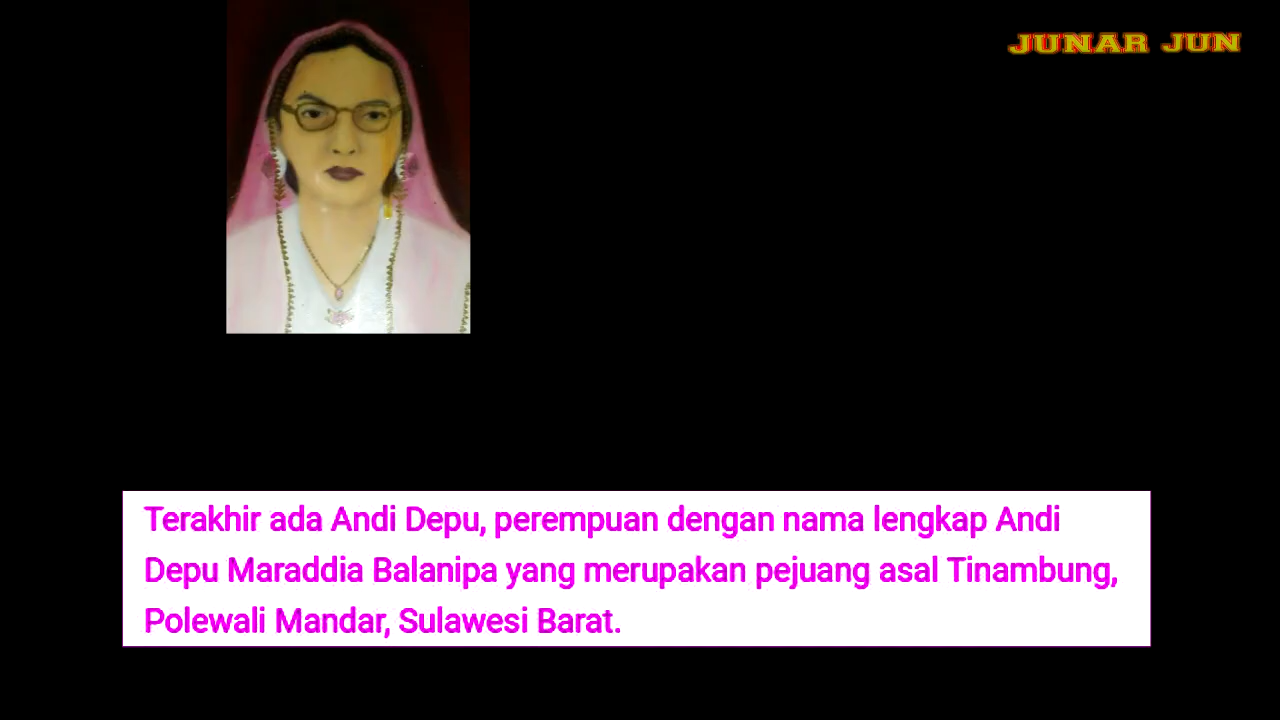 JUNAR JUN
Terakhir ada Andi Depu, perempuan dengan nama lengkap Andi
Depu Maraddia Balanipa yang merupakan pejuang asal Tinambung,
Polewali Mandar, Sulawesi Barat.